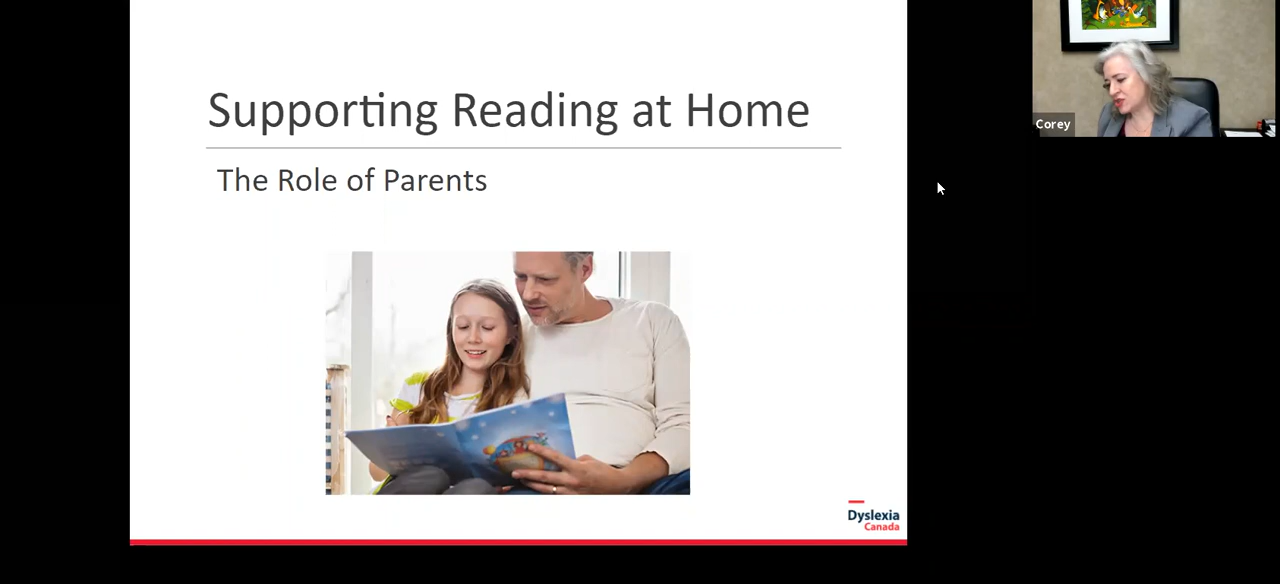 Supporting Reading at Home
The Role of Parents
Corey
Dyslexia
Canada